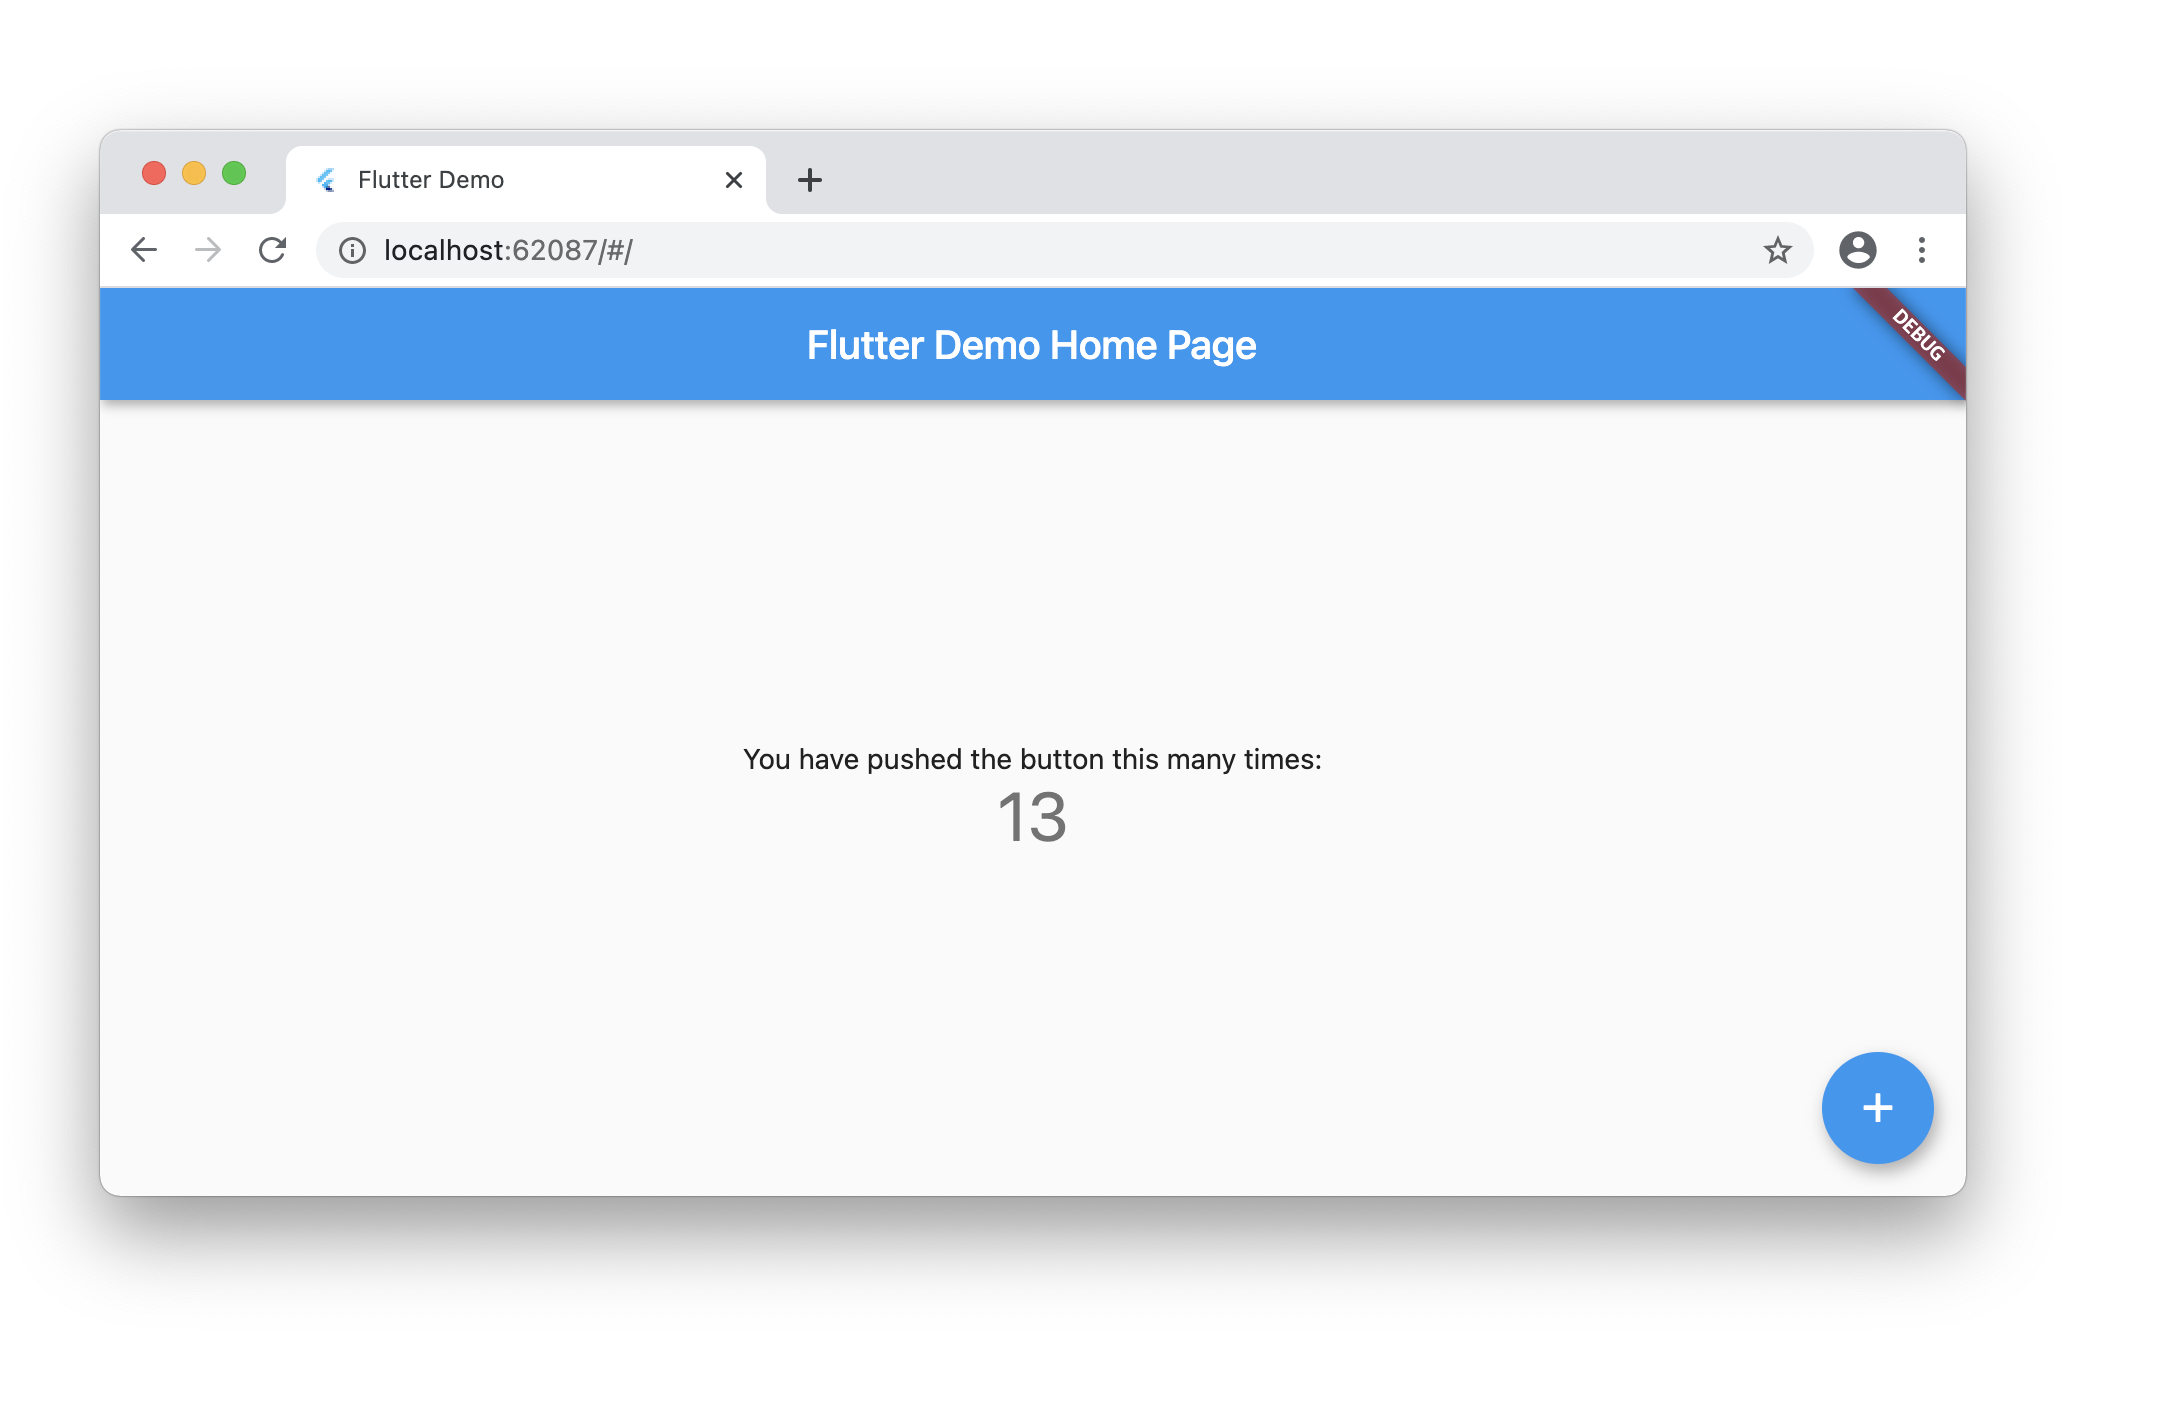 Flutter Demo
localhost:62087/#/
Flutter Demo Home Page
DEBUG
You have pushed the button this many times:
13